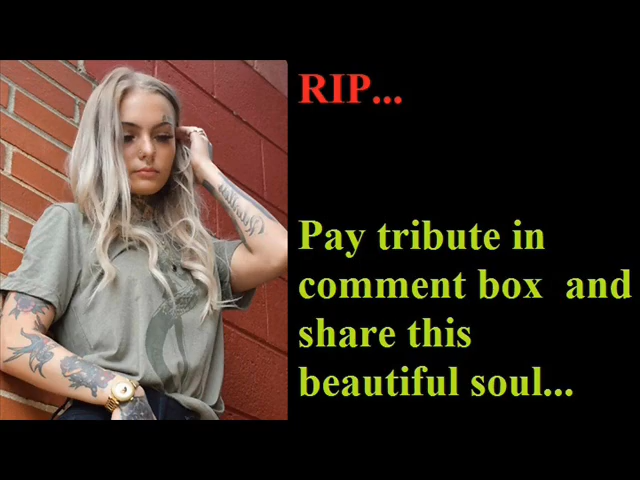 RIP...
Pay tribute in
comment box and
share this
beautiful soul...